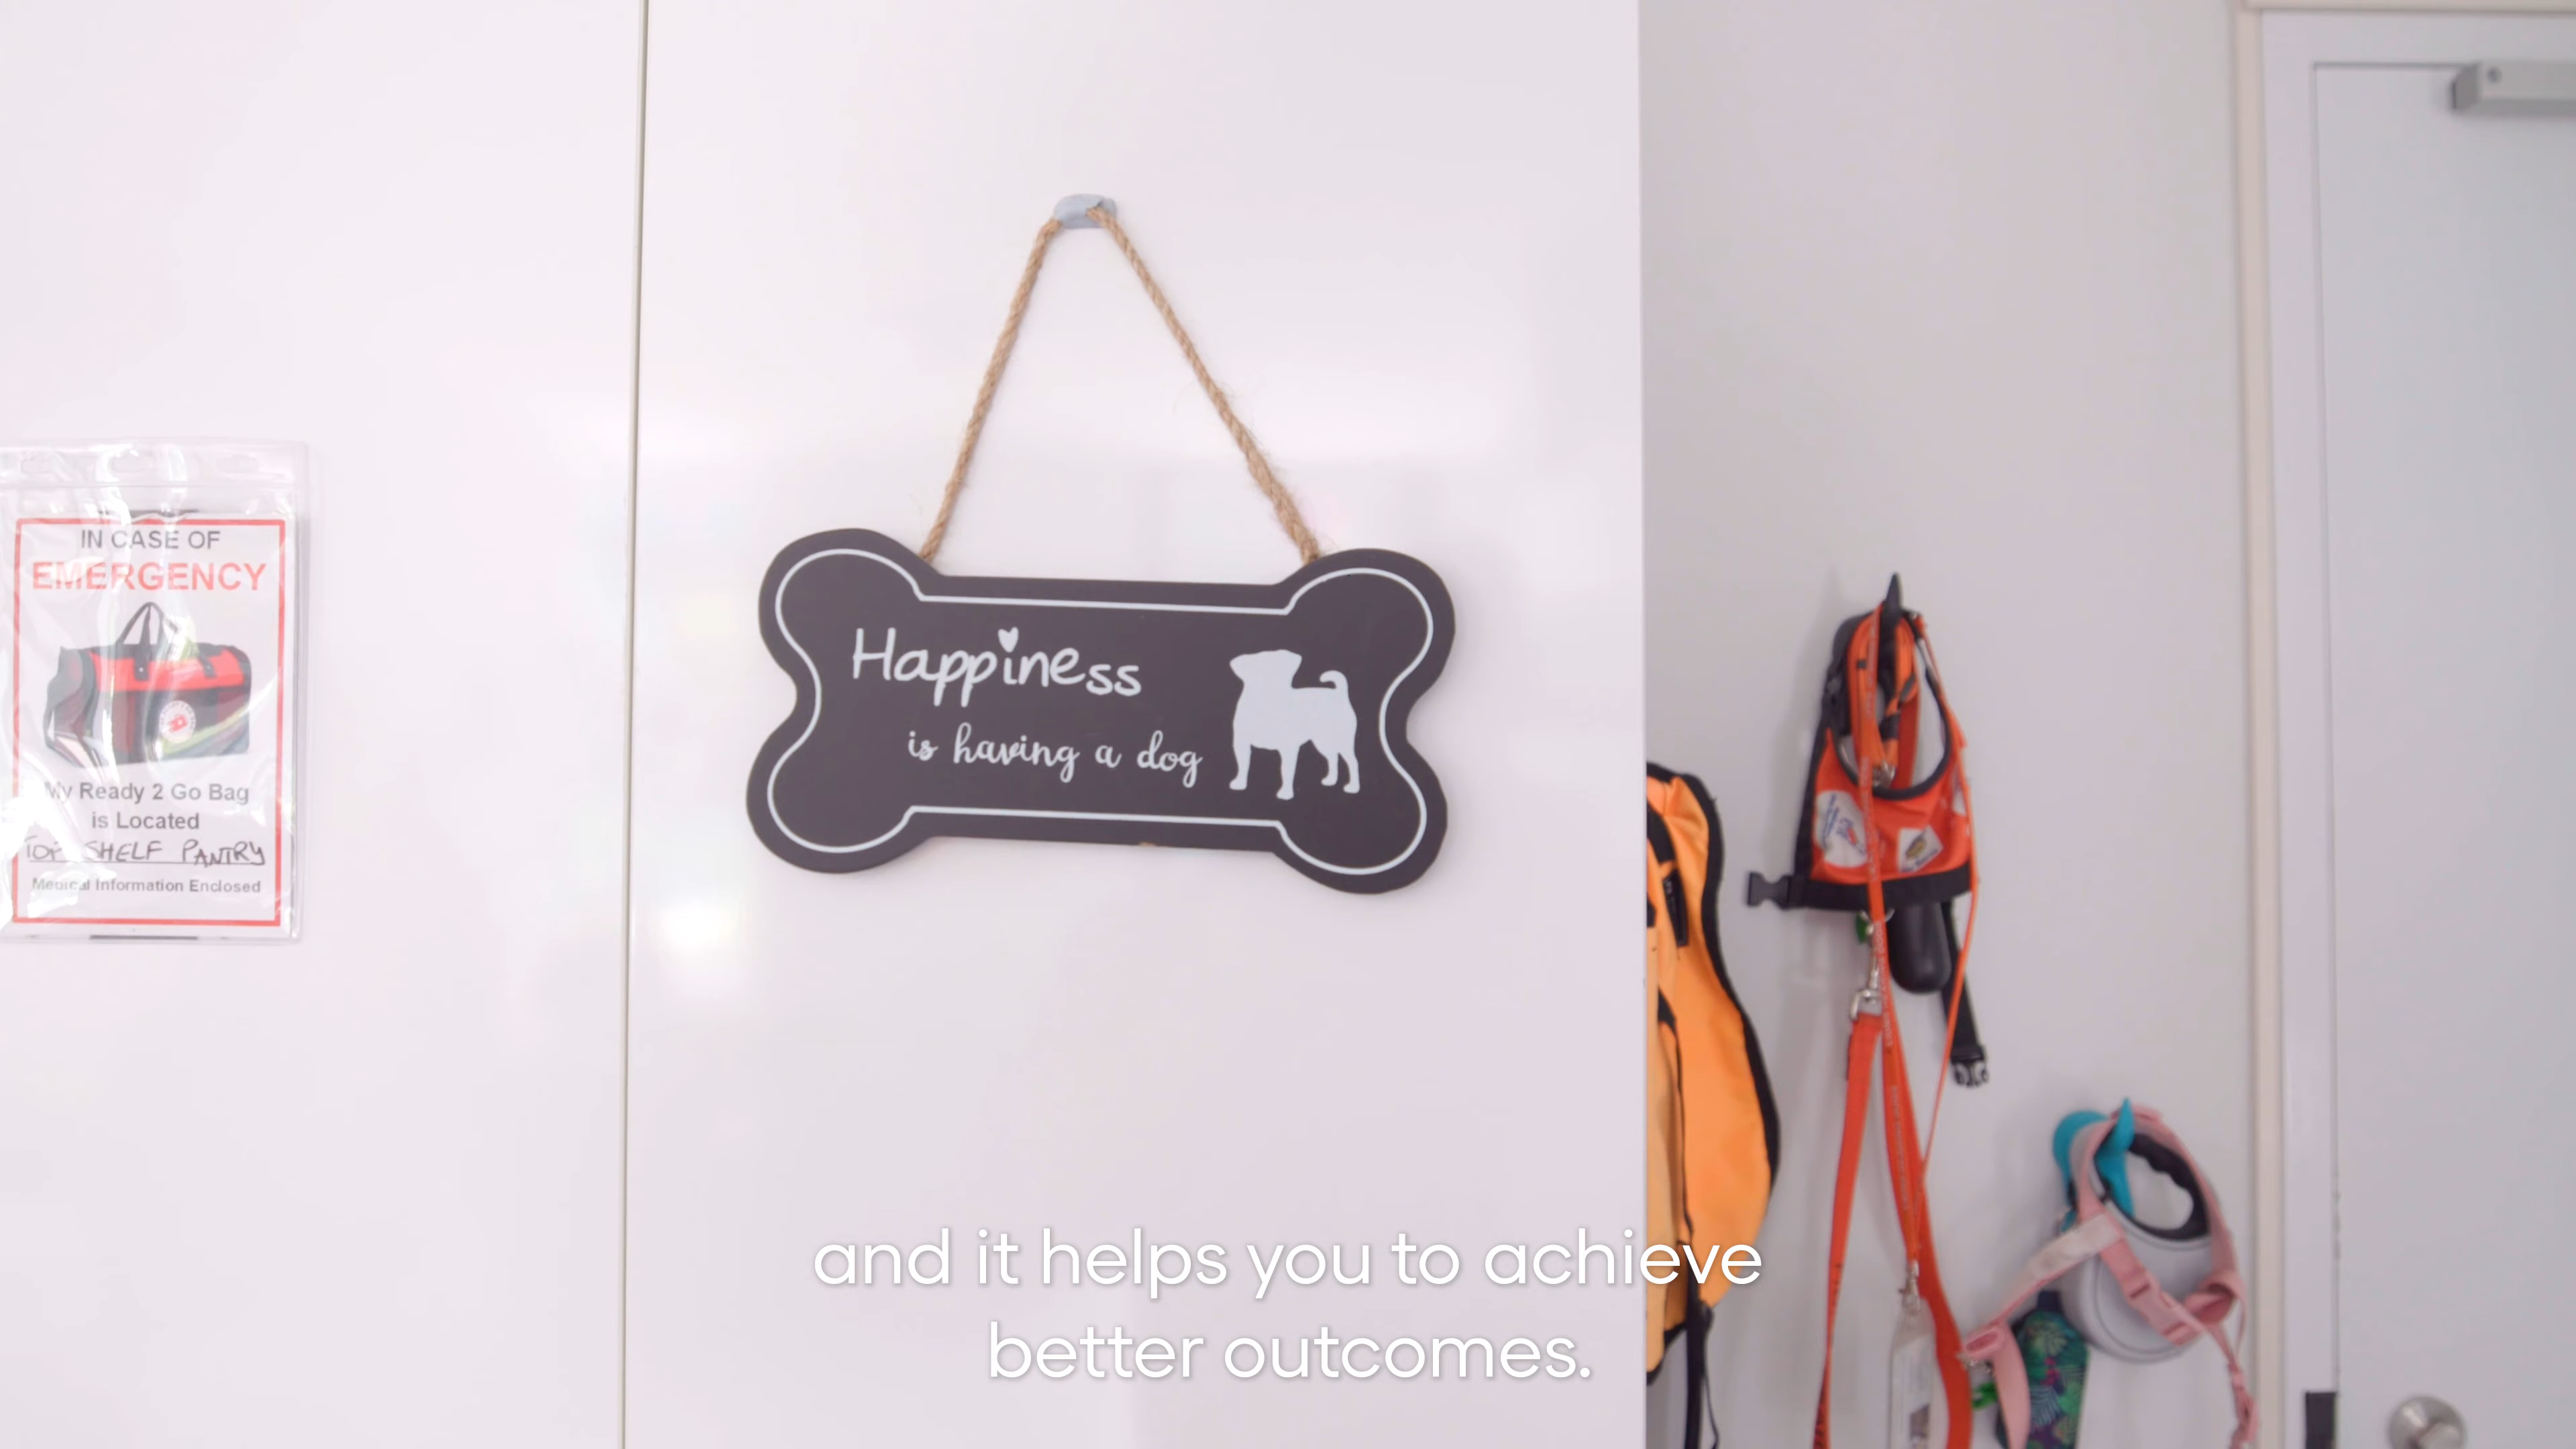 IN CASE OF
EMERGENCY
My Ready 2 Go Bag
is Located
TOP SHELF PANTRY
Medical Information Enclosed
Happiness
is having a dog
and it helps you to achieve
better outcomes.